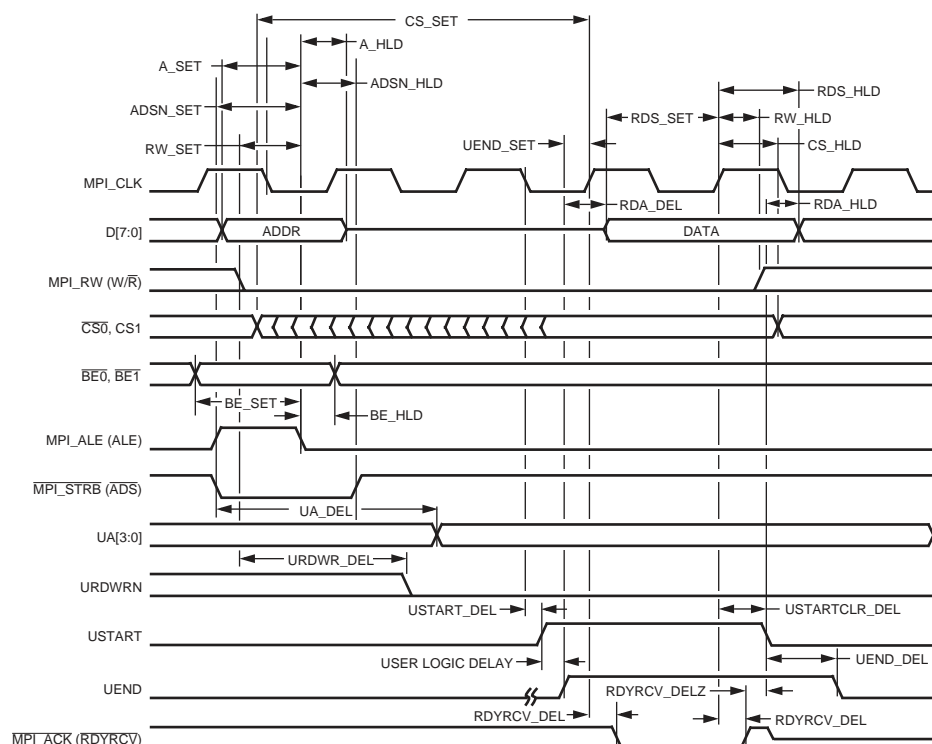 CS_SET
A_HLD
A_SET
ADSN_HLD
RDS_HLD
ADSN_SET
RDS_SET
RW_HLD
RW_SET
UEND_SET
CS_HLD
MPI_CLK
RDA_DEL
RDA_HLD
D[7:0]
ADDR
DATA
MPI_RW (W/R)
CS0, CS1
BE0, BE1
BE_SET
BE_HLD
MPI_ALE (ALE)
MPI_STRB (ADS)
UA_DEL
UA[3:0]
URDWR_DEL
URDWRN
USTART_DEL
USTARTCLR_DEL
USTART
USER LOGIC DELAY
UEND_DEL
UEND
RDYRCV_DELZ
RDYRCV_DEL
RDYRCV_DEL
MPI_ACK (RDYRCV)